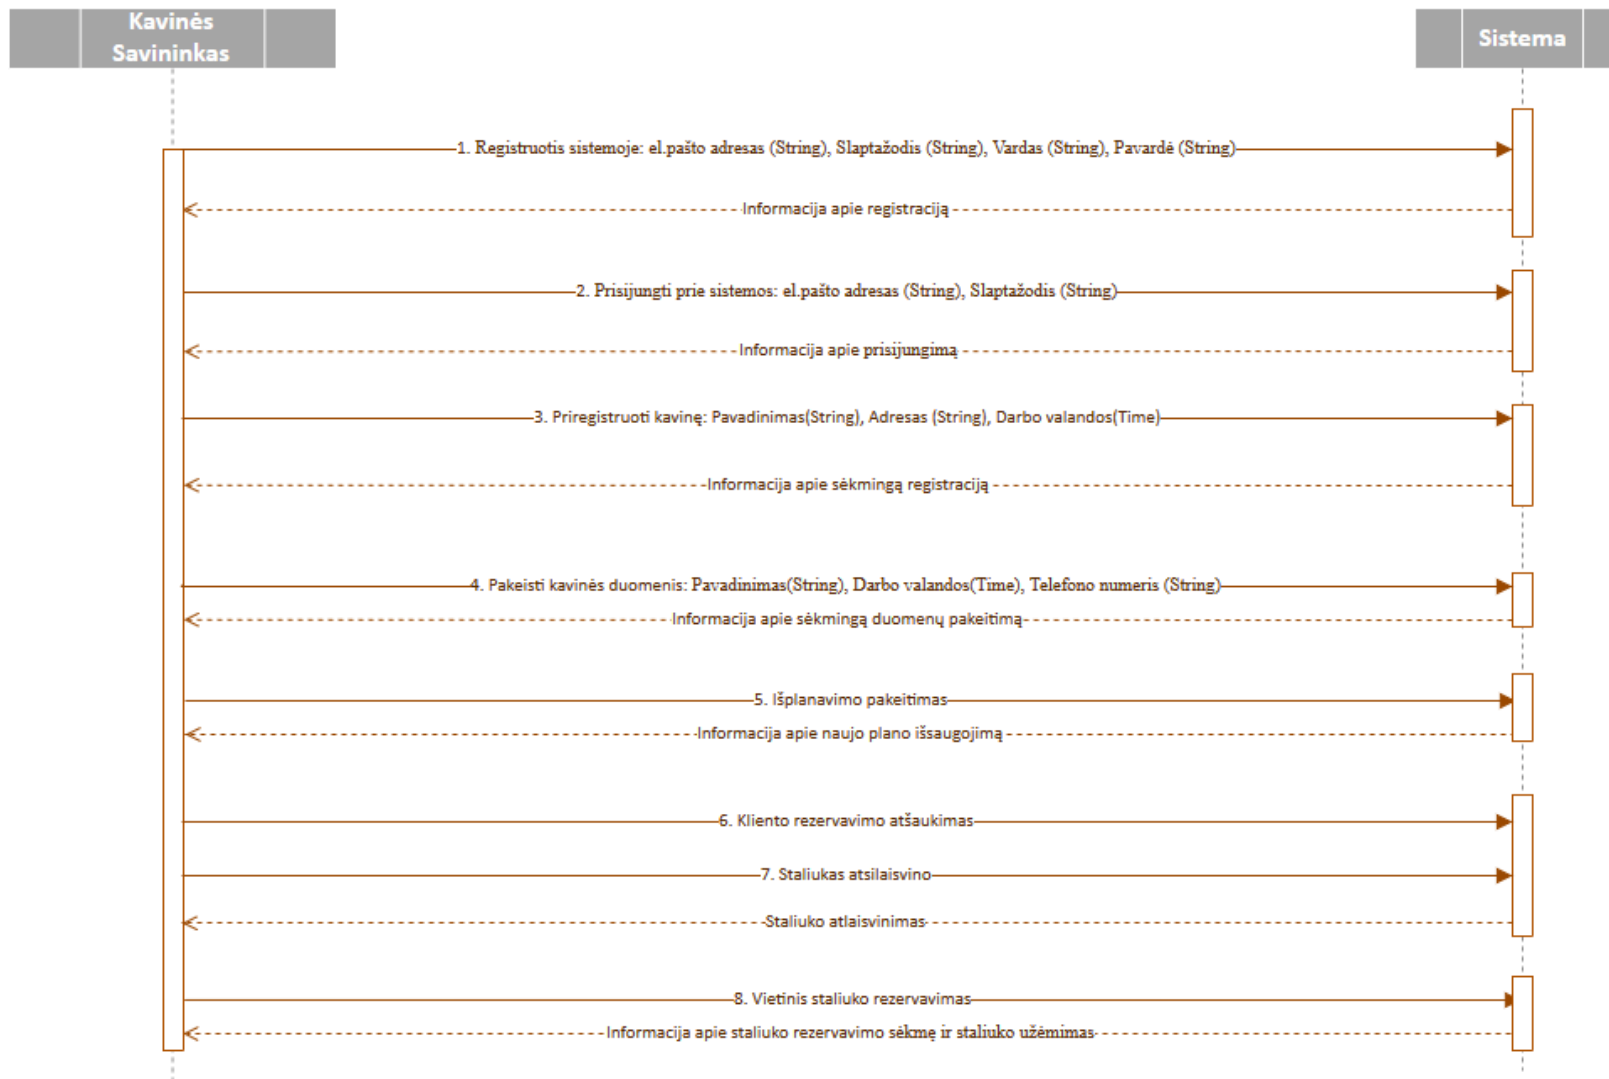 Kavinės
Savininkas
Sistema
1. Registruotis sistemoje: el.pašto adresas (String), Slaptažodis (String), Vardas (String), Pavardė (String)
Informacija apie registraciją
2. Prisijungti prie sistemos: el.pašto adresas (String), Slaptažodis (String)
Informacija apie prisijungimą
3. Priregistruoti kavinę: Pavadinimas(String), Adresas (String), Darbo valandos(Time)
Informacija apie sėkmingą registraciją
4. Pakeisti kavinės duomenis: Pavadinimas(String), Darbo valandos(Time), Telefono numeris (String)
Informacija apie sėkmingą duomenų pakeitimą
5. Išplanavimo pakeitimas
Informacija apie naujo plano išsaugojimą
6. Kliento rezervavimo atšaukimas
7. Staliukas atsilaisvino
Staliuko atlaisvinimas
8. Vietinis staliuko rezervavimas
Informacija apie staliuko rezervavimo sėkmę ir staliuko užėmimas